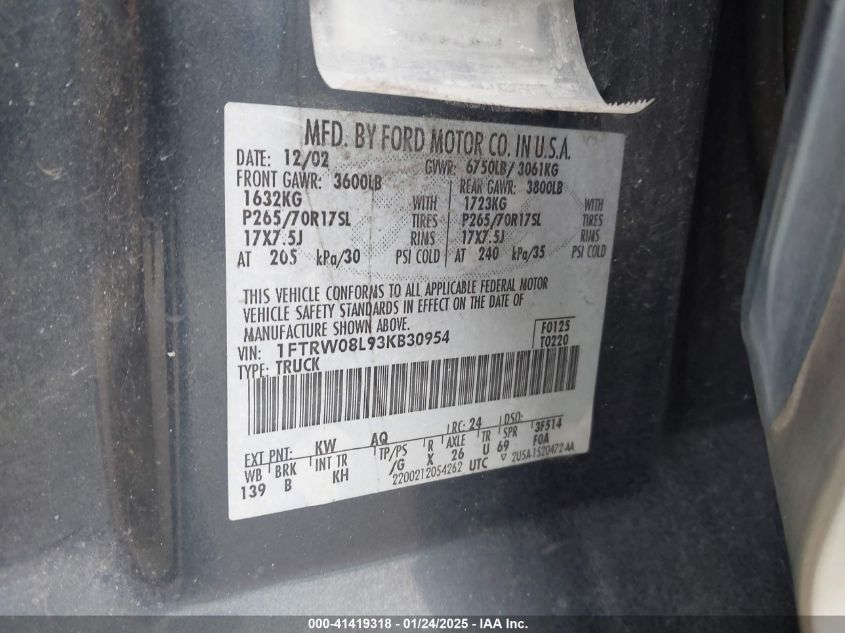 MFD. BY FORD MOTOR CO. IN U.S.A.
DATE: 12/02 GVWR: 6750LB/ 3061KG
FRONT GAWR: 3600LB REAR GAWR: 3800LB
1632KG WITH 1723KG WITH
P265/70R17SL TIRES P265/70R17SL TIRES
17X7.5J RIMS 17X7.5J RIMS
AT 205 kPa/30 PSI COLD AT 240 kPa/35 PSI COLD
THIS VEHICLE CONFORMS TO ALL APPLICABLE FEDERAL MOTOR
VEHICLE SAFETY STANDARDS IN EFFECT ON THE DATE OF
MANUFACTURE SHOWN ABOVE.
VIN: 1FTRW08L93KB30954 F0125
TYPE: TRUCK T0220
EXT PNT: KW AQ RC: 24 DSO: 3F514
WB BRK INT TR TP/PS R AXLE TR SPR F0A
139 B KH /G X 26 U 69
2200212054262 UTC ▽ 2U5A-1520472-AA
000-41419318 - 01/24/2025 - IAAI Inc.